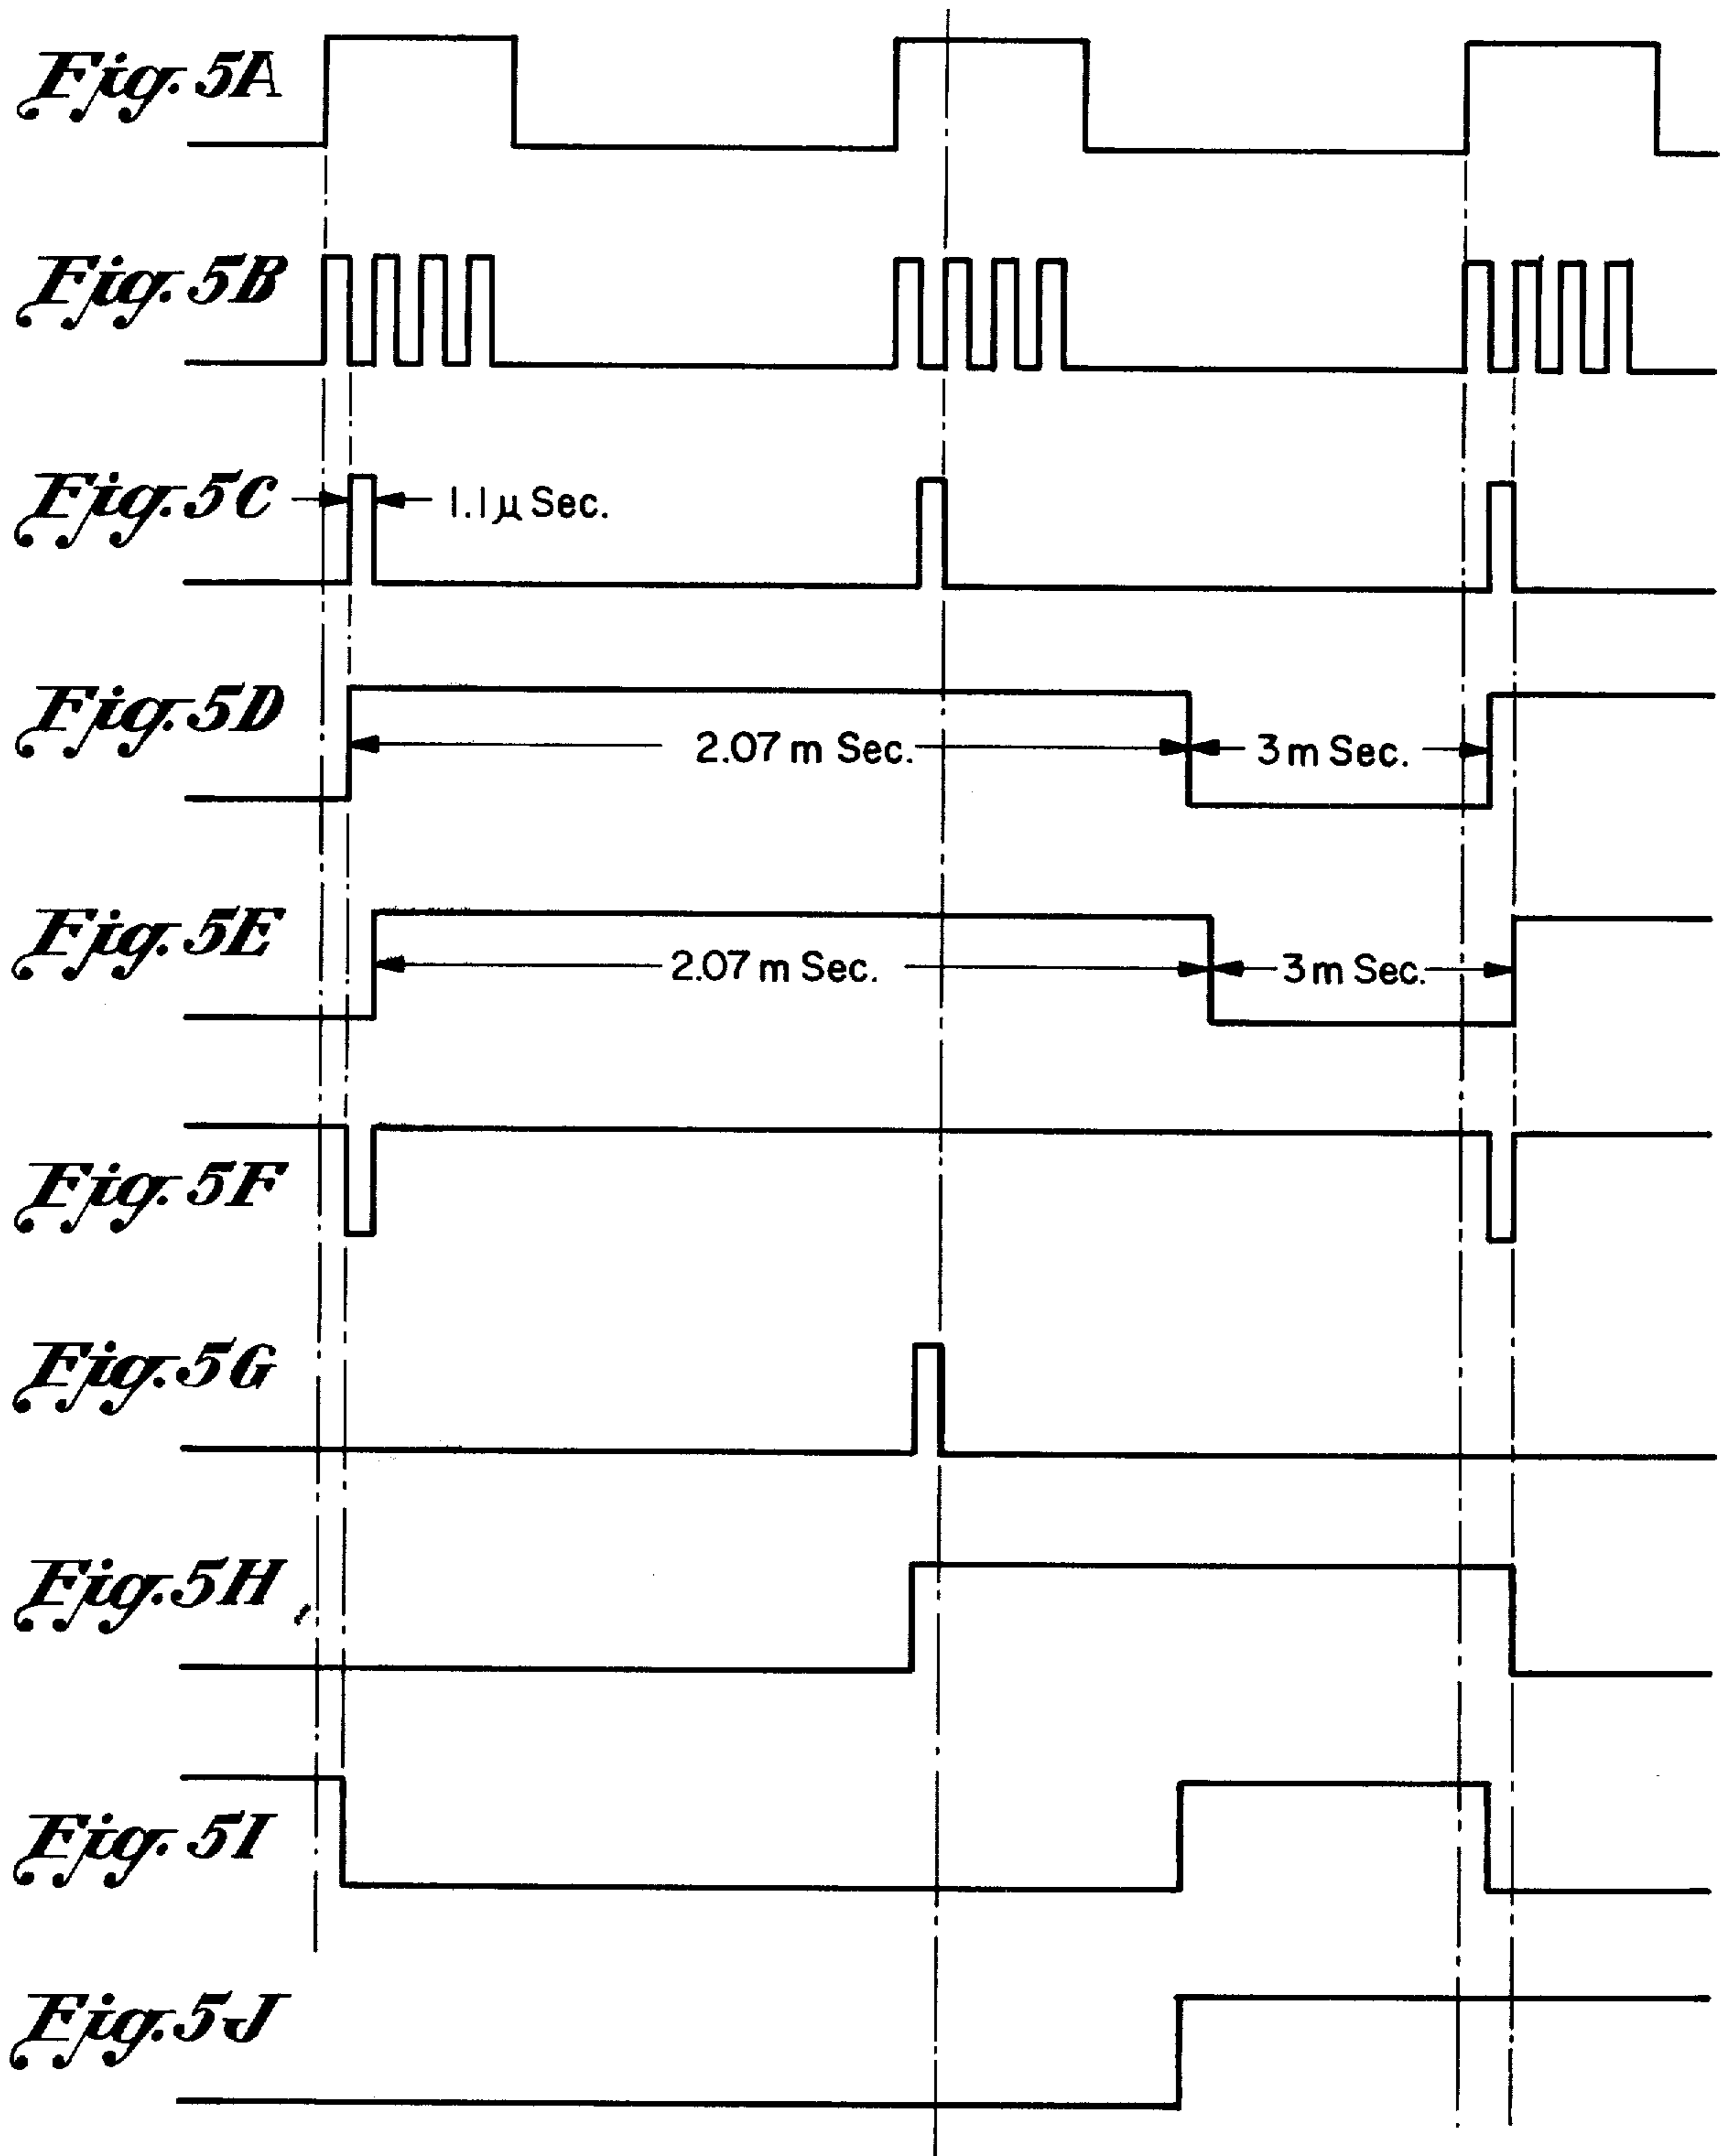 Fig. 5A
Fig. 5B
Fig. 5C
1.1 μ Sec.
Fig. 5D
2.07 m Sec.
3 m Sec.
Fig. 5E
2.07 m Sec.
3 m Sec.
Fig. 5F
Fig. 5G
Fig. 5H
Fig. 5I
Fig. 5J